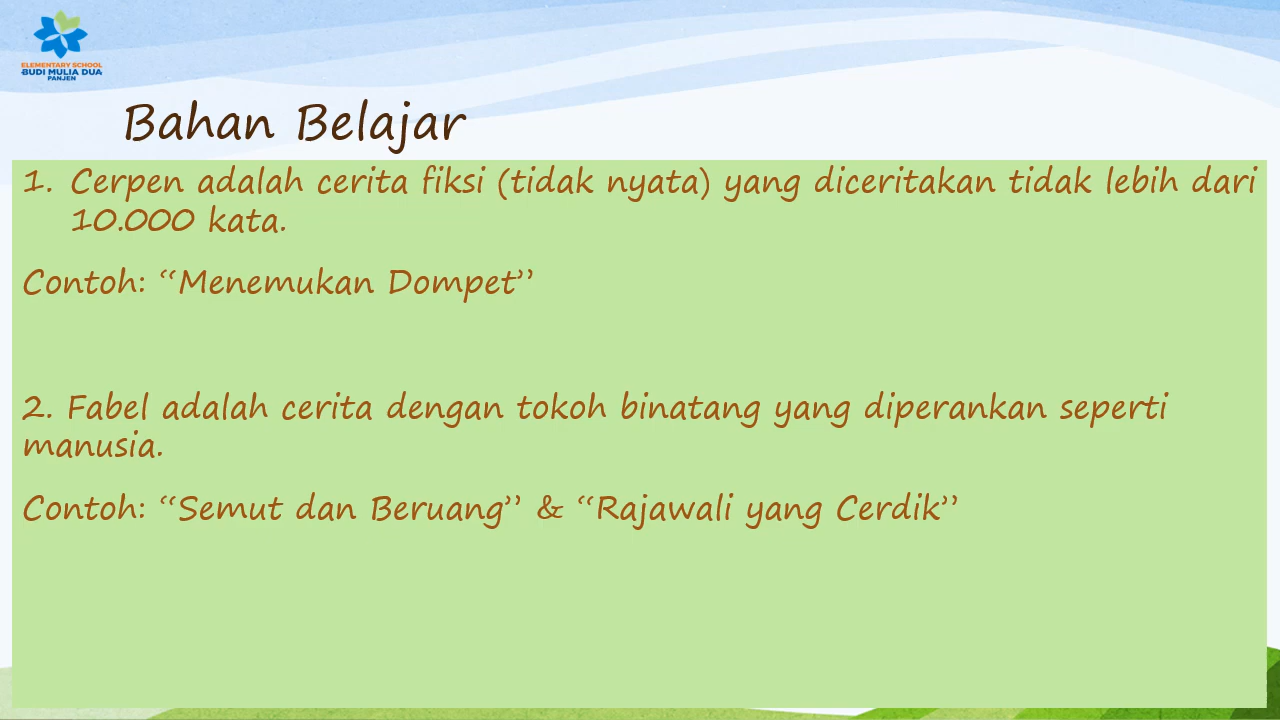 ELEMENTARY SCHOOL
BUDI MULIA DUA
PANJEN
Bahan Belajar
1. Cerpen adalah cerita fiksi (tidak nyata) yang diceritakan tidak lebih dari
10.000 kata.
Contoh: “Menemukan Dompet”
2. Fabel adalah cerita dengan tokoh binatang yang diperankan seperti
manusia.
Contoh: “Semut dan Beruang” & “Rajawali yang Cerdik”